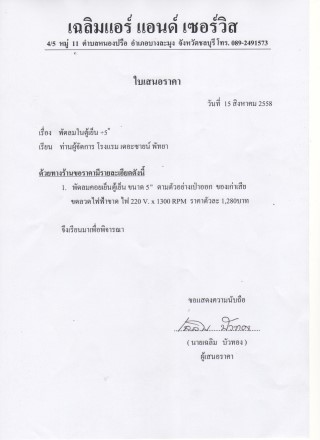 เฉลิมแอร์ แอนด์ เซอร์วิส
4/5 หมู่ 11 ตำบลหนองปรือ อำเภอบางละมุง จังหวัดชลบุรี โทร. 089-2491573
ใบเสนอราคา
วันที่ 15 สิงหาคม 2558
เรื่อง พัดลมในตู้เย็น +5°
เรียน ท่านผู้จัดการ โรงแรม เดอะซายน์ พัทยา
ด้วยทางร้านขอราคามีรายละเอียดดังนี้
1. พัดลมคอยเย็นตู้เย็น ขนาด 5" ตามตัวอย่างเป่าออก ของเก่าเสีย
ขดลวดไฟฟ้าขาด ไฟ 220 V. x 1300 RPM ราคาตัวละ 1,280บาท
จึงเรียนมาเพื่อพิจารณา
ขอแสดงความนับถือ
เฉลิม บัวทอง
( นายเฉลิม บัวทอง )
ผู้เสนอราคา